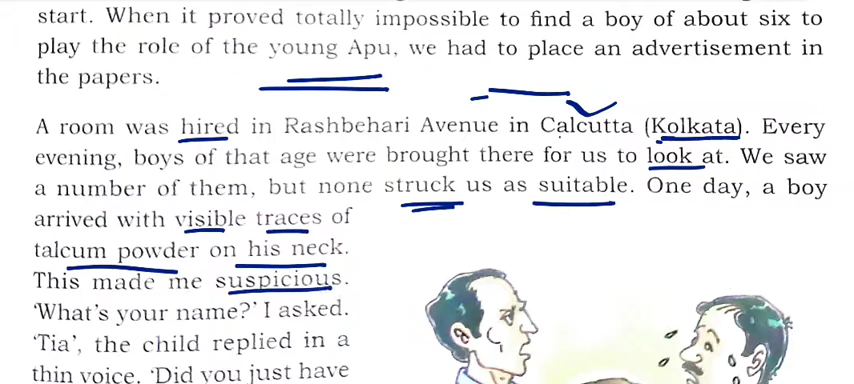 start. When it proved totally impossible to find a boy of about six to
play the role of the young Apu, we had to place an advertisement in
the papers.
A room was hired in Rashbehari Avenue in Calcutta (Kolkata). Every
evening, boys of that age were brought there for us to look at. We saw
a number of them, but none struck us as suitable. One day, a boy
arrived with visible traces of
talcum powder on his neck.
This made me suspicious.
‘What’s your name?’ I asked.
‘Tia’, the child replied in a
thin voice. ‘Did you just have